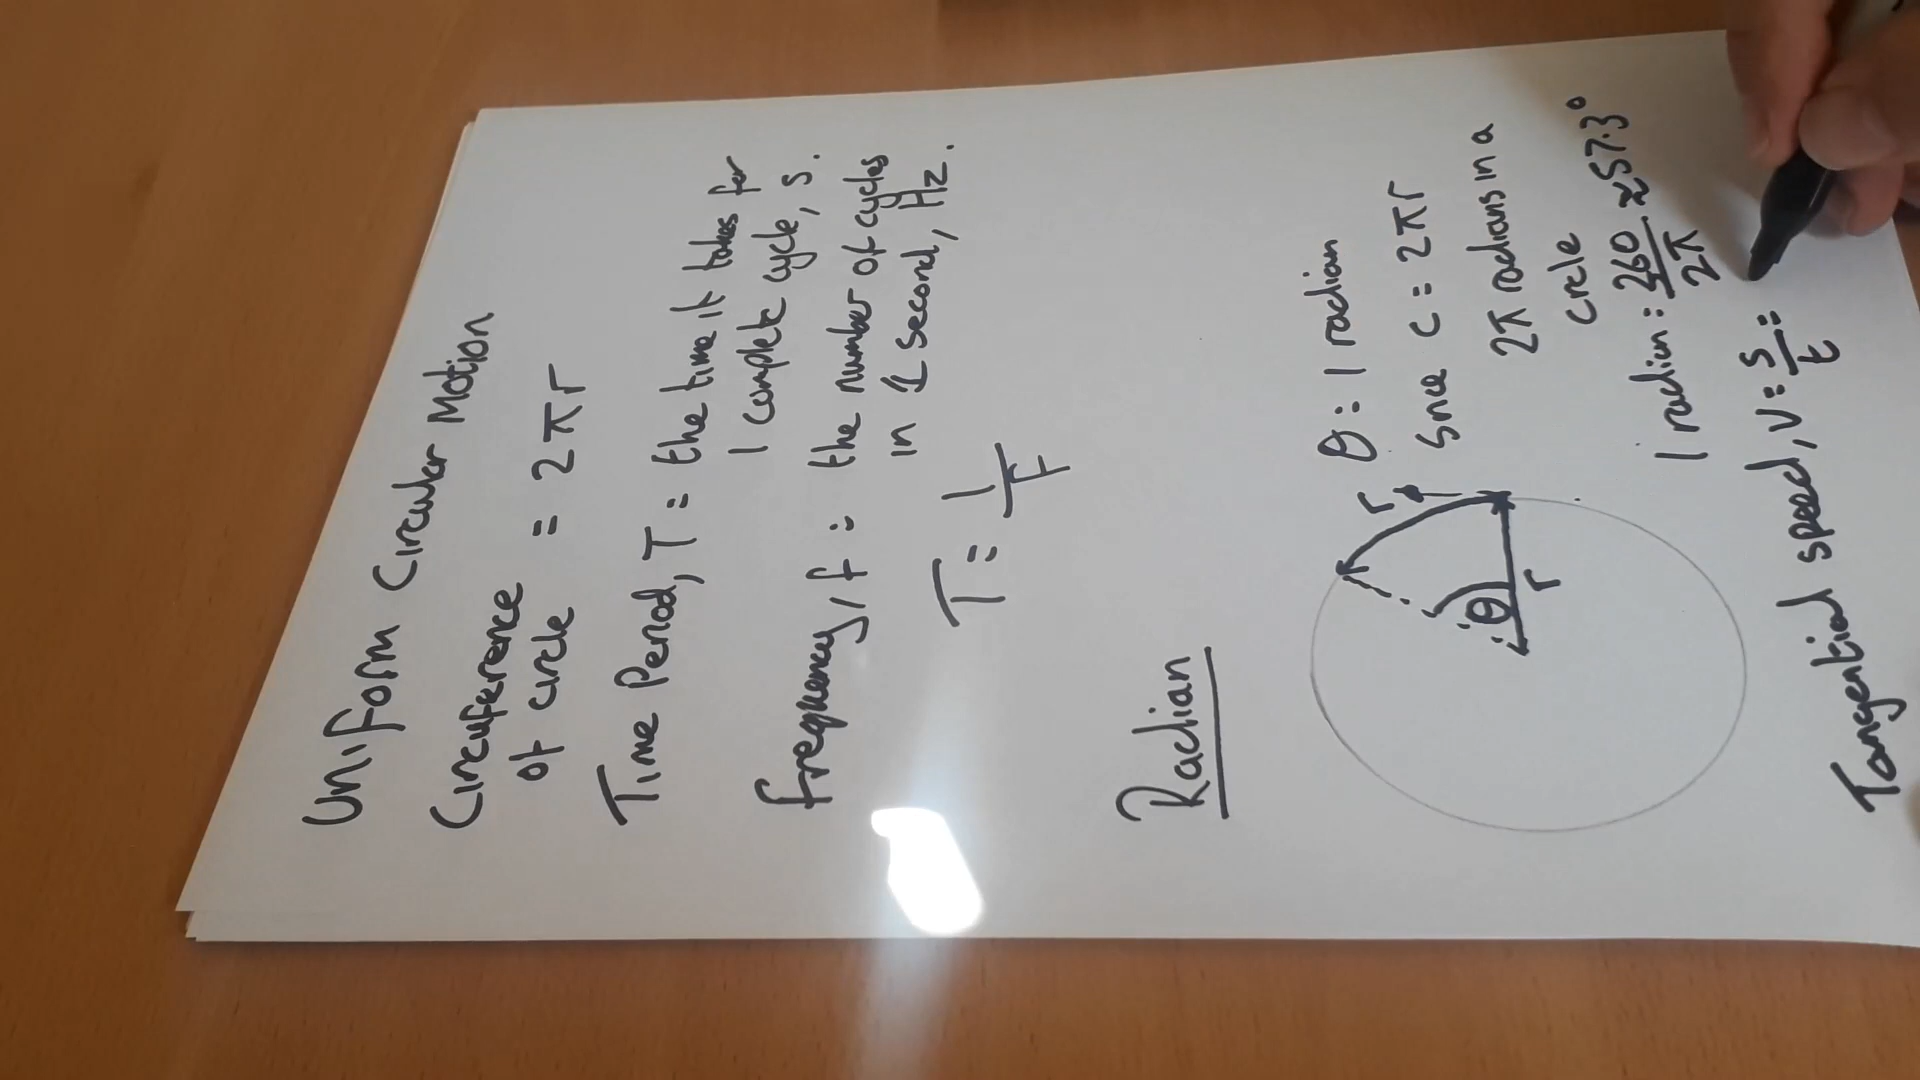 Uniform Circular Motion
Circuference
of circle = 2πr
Time Period, T = the time it takes for
1 complete cycle, s.
frequency, f = the number of cycles
in 1 second, Hz.
T = 1/f
Radian
r
θ
r
θ = 1 radian
Since C = 2πr
2π radians in a
circle
1 radian = 360/2π ≈ 57.3°
Tangential speed, v = s/t =